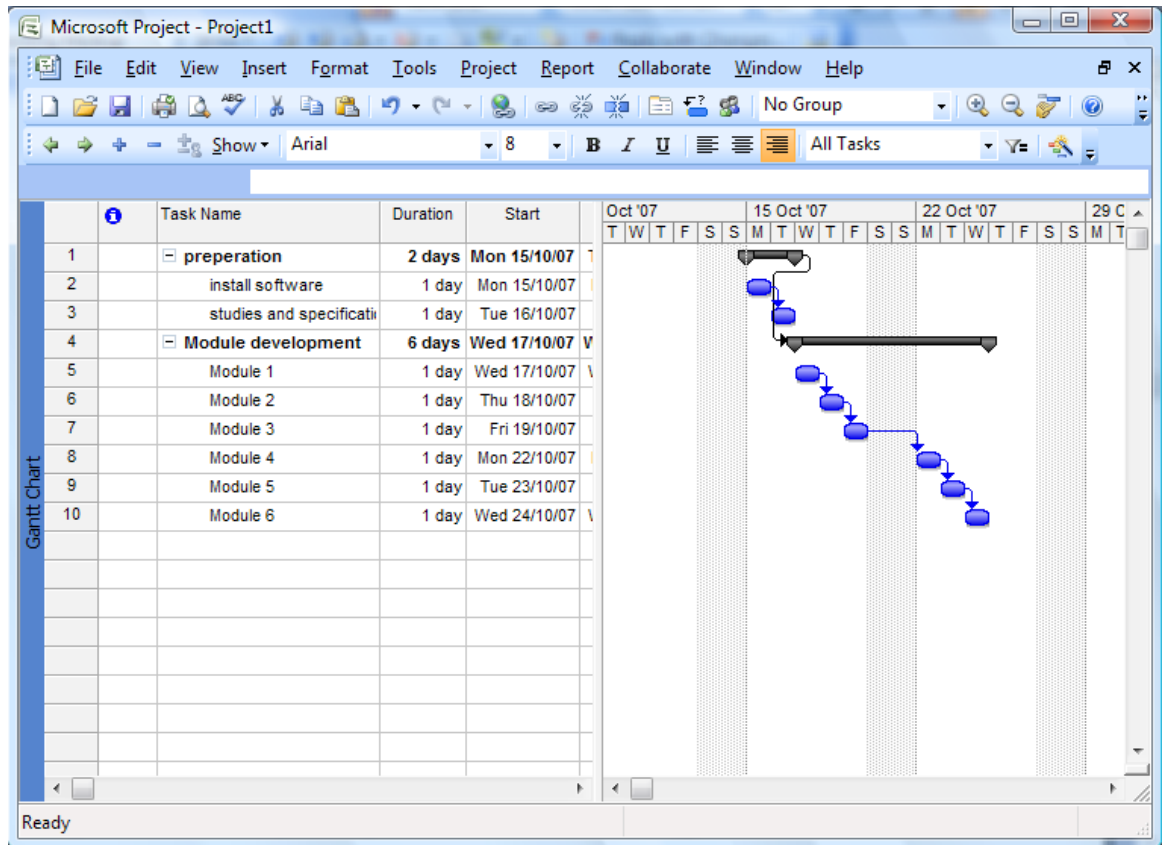 Microsoft Project - Project1
File Edit View Insert Format Tools Project Report Collaborate Window Help
ABC No Group
Show Arial 8 B I U All Tasks
Task Name Duration Start Oct '07 15 Oct '07 22 Oct '07 29 O
T W T F S S M T W T F S S M T W T F S S M T
1 preperation 2 days Mon 15/10/07
2 install software 1 day Mon 15/10/07
3 studies and specificati 1 day Tue 16/10/07
4 Module development 6 days Wed 17/10/07
5 Module 1 1 day Wed 17/10/07
6 Module 2 1 day Thu 18/10/07
7 Module 3 1 day Fri 19/10/07
8 Module 4 1 day Mon 22/10/07
9 Module 5 1 day Tue 23/10/07
10 Module 6 1 day Wed 24/10/07
Gantt Chart
Ready